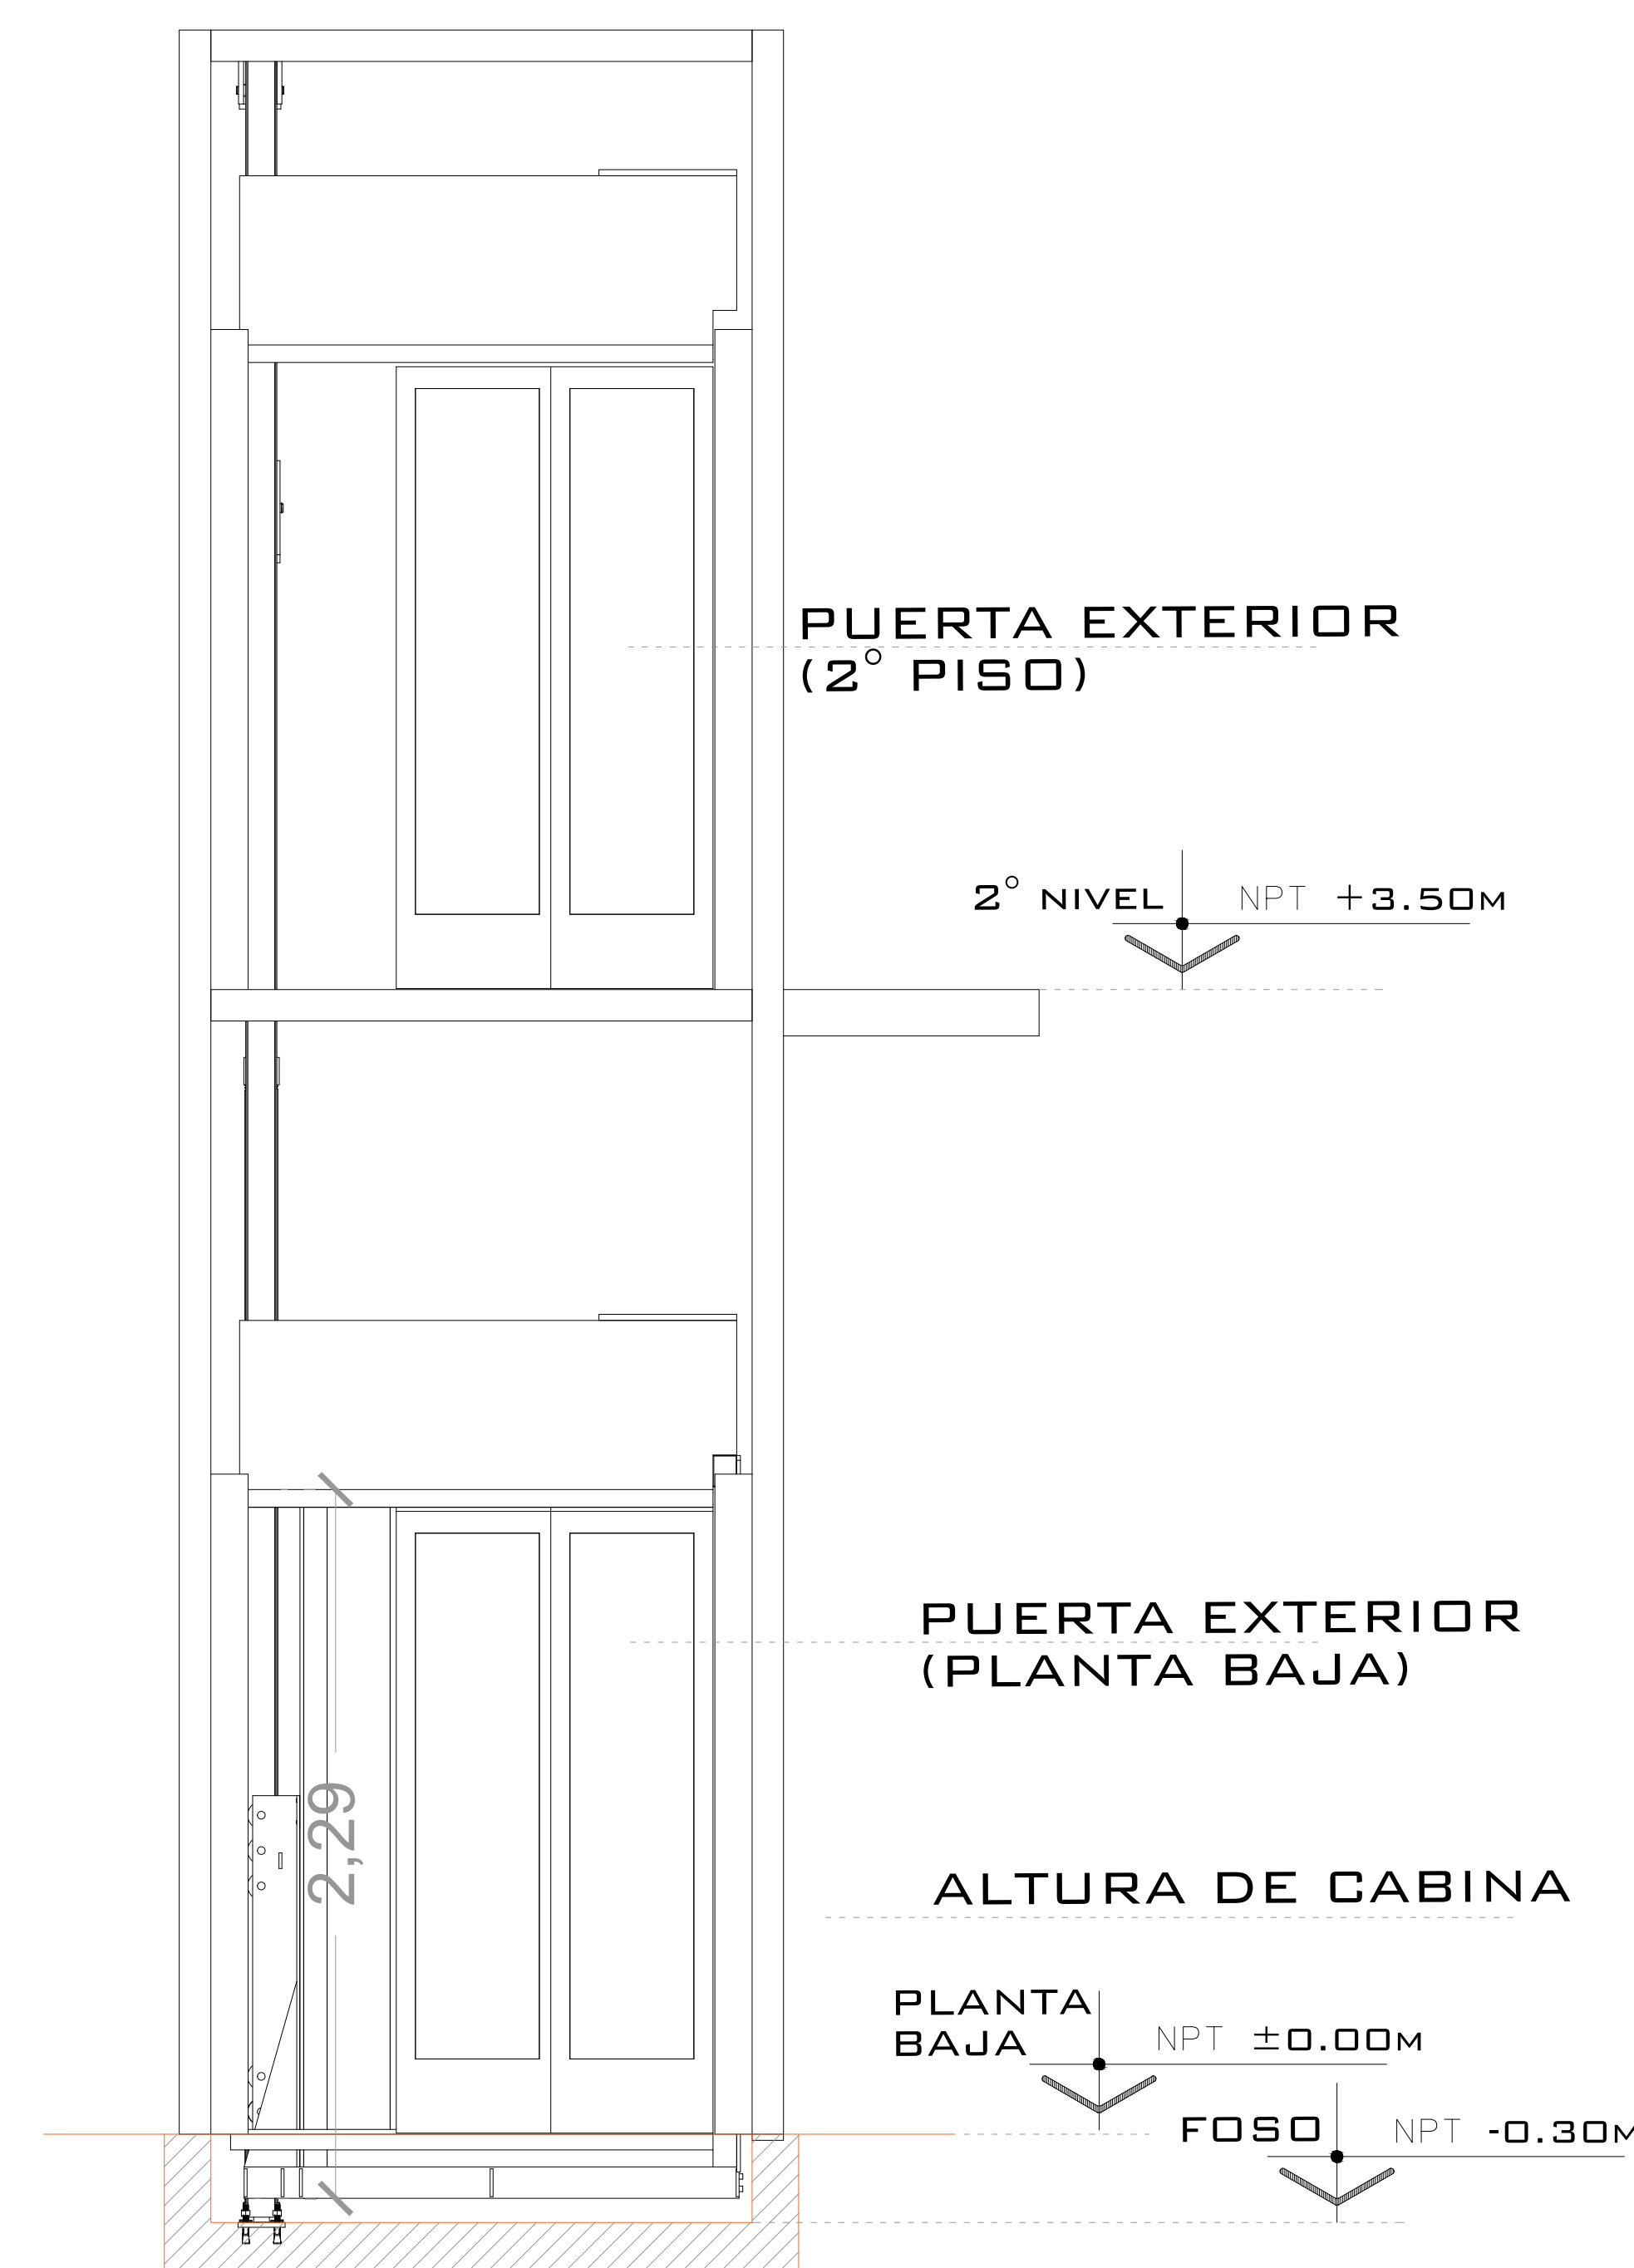 PUERTA EXTERIOR
(2° PISO)
2° NIVEL NPT +3.50M
PUERTA EXTERIOR
(PLANTA BAJA)
2,29
ALTURA DE CABINA
PLANTA
BAJA
NPT ±0.00M
FOSO NPT -0.30M